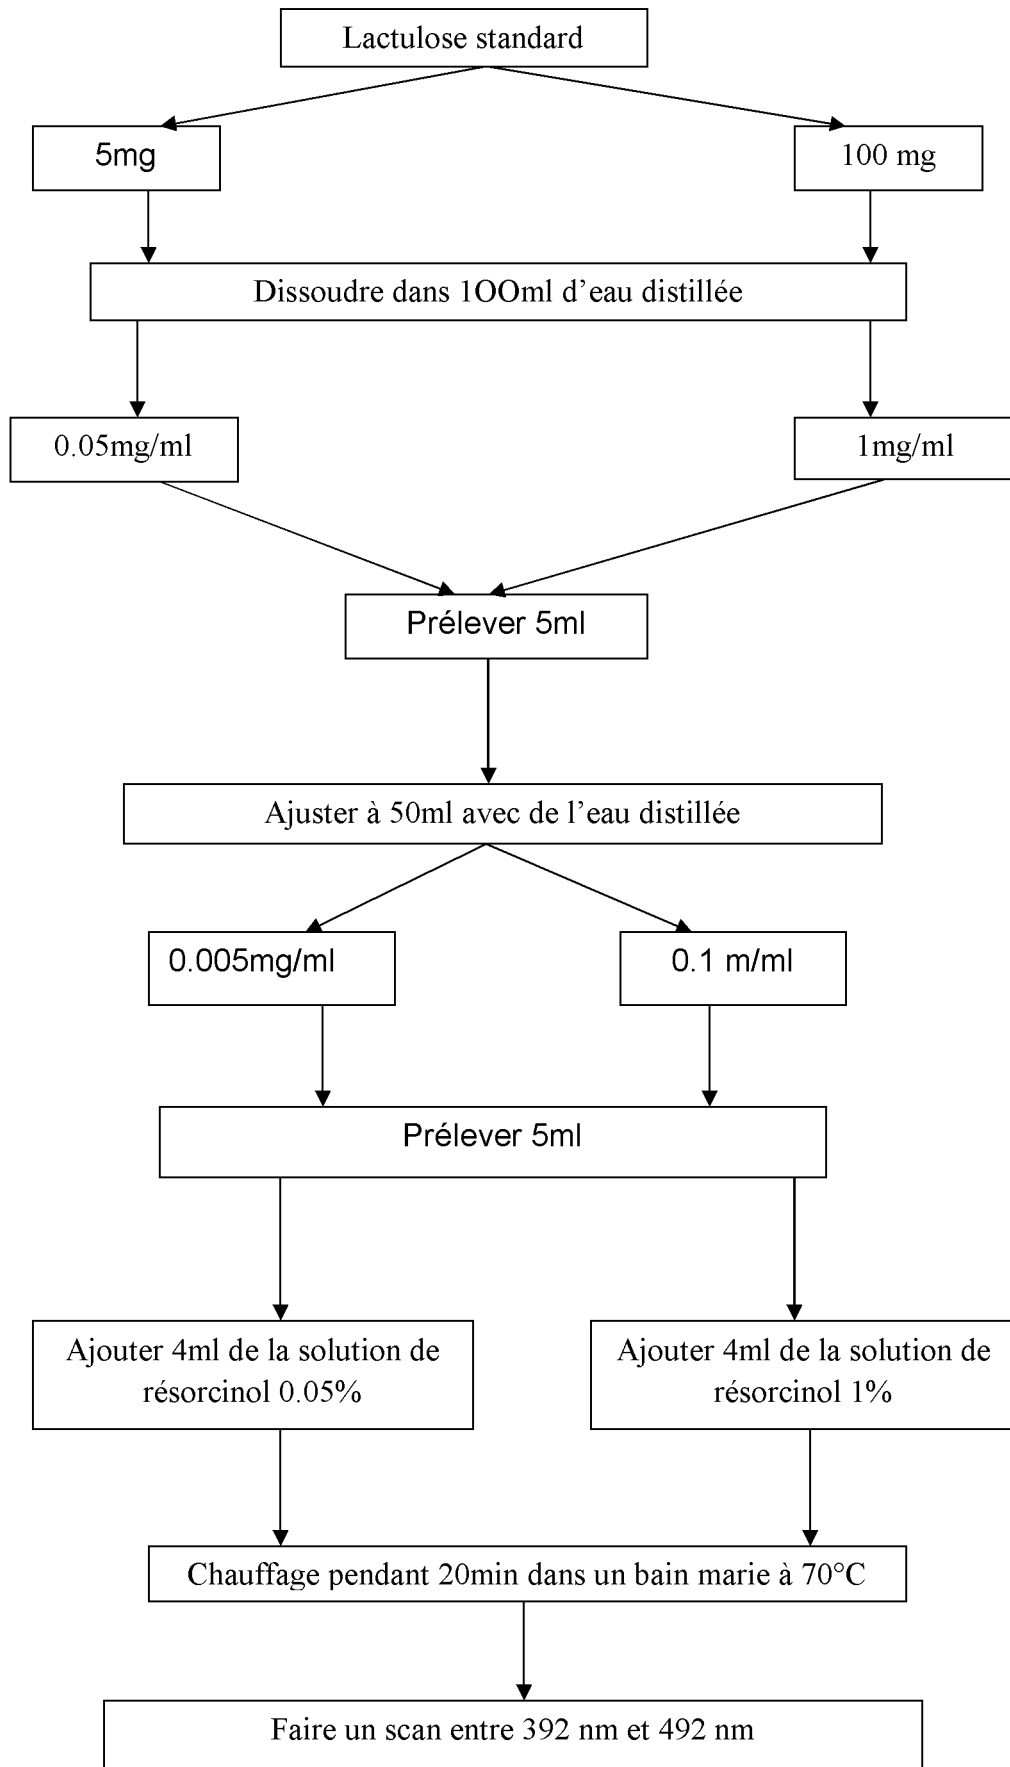 Lactulose standard
5mg
100 mg
Dissoudre dans 1OOml d’eau distillée
0.05mg/ml
1mg/ml
Prélever 5ml
Ajuster à 50ml avec de l’eau distillée
0.005mg/ml
0.1 m/ml
Prélever 5ml
Ajouter 4ml de la solution de
résorcinol 0.05%
Ajouter 4ml de la solution de
résorcinol 1%
Chauffage pendant 20min dans un bain marie à 70°C
Faire un scan entre 392 nm et 492 nm